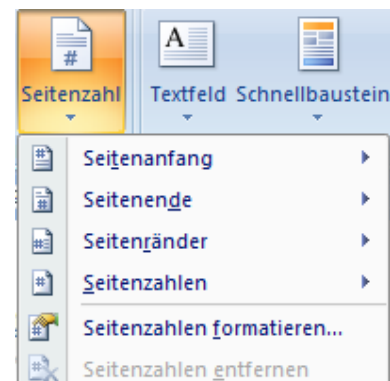 Seitenzahl Textfeld Schnellbaustein
Seitenanfang
Seitenende
Seitenränder
Seitenzahlen
Seitenzahlen formatieren...
Seitenzahlen entfernen